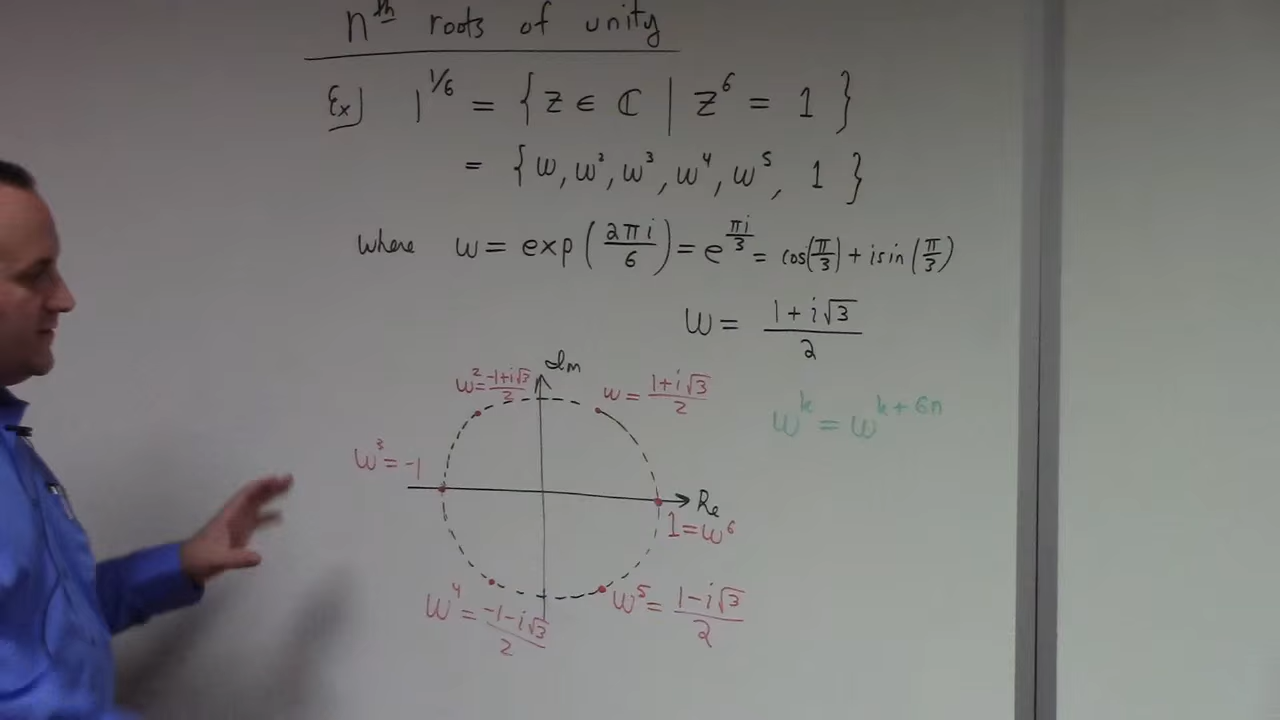 nth roots of unity
Ex] 1^{1/6} = { z ∈ ℂ | z^6 = 1 }
= { w, w^2, w^3, w^4, w^5, 1 }
where w = exp(2πi/6) = e^{πi/3} = cos(π/3) + i sin(π/3)
w = (1+i√3)/2
Im
w^2 = (-1+i√3)/2
w = (1+i√3)/2
w^k = w^{k+6n}
w^3 = -1
Re
1 = w^6
w^4 = (-1-i√3)/2
w^5 = (1-i√3)/2